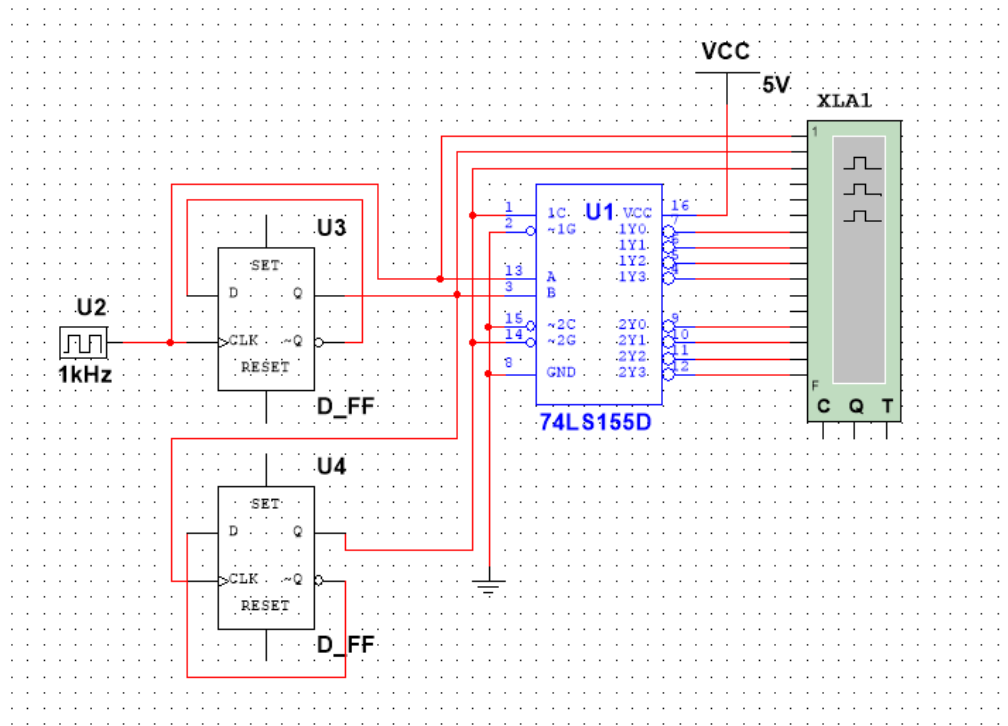 VCC
5V
XLA1
1
F
C Q T
U3
SET
D Q
CLK ~Q
RESET
D_FF
U2
1kHz
U1
1 1C VCC 16
2 ~1G 1Y0 7
1Y1 6
1Y2 5
13 A 1Y3 4
3 B
15 ~2C 2Y0 9
14 ~2G 2Y1 10
2Y2 11
8 GND 2Y3 12
74LS155D
U4
SET
D Q
CLK ~Q
RESET
D_FF